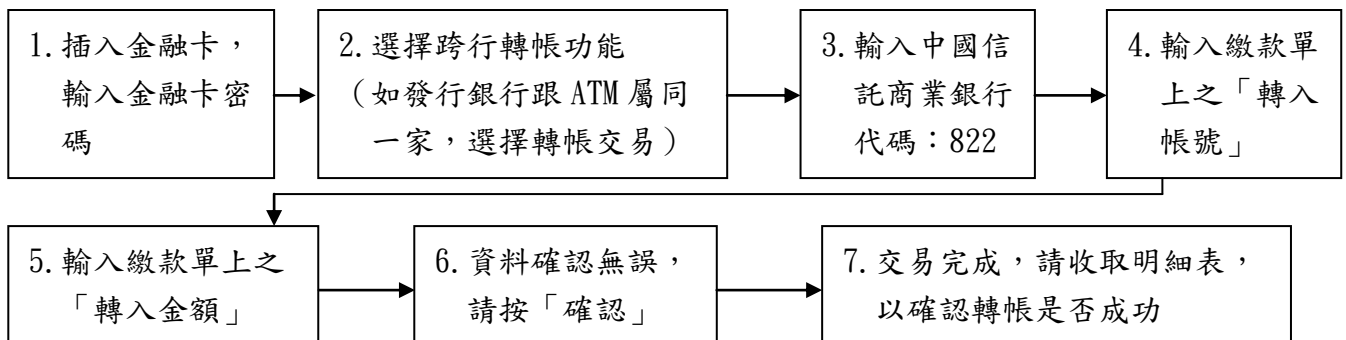 1. 插入金融卡，
輸入金融卡密
碼
2. 選擇跨行轉帳功能
（如發行銀行跟 ATM 屬同
一家，選擇轉帳交易）
3. 輸入中國信
託商業銀行
代碼：822
4. 輸入繳款單
上之「轉入
帳號」
5. 輸入繳款單上之
「轉入金額」
6. 資料確認無誤，
請按「確認」
7. 交易完成，請收取明細表，
以確認轉帳是否成功